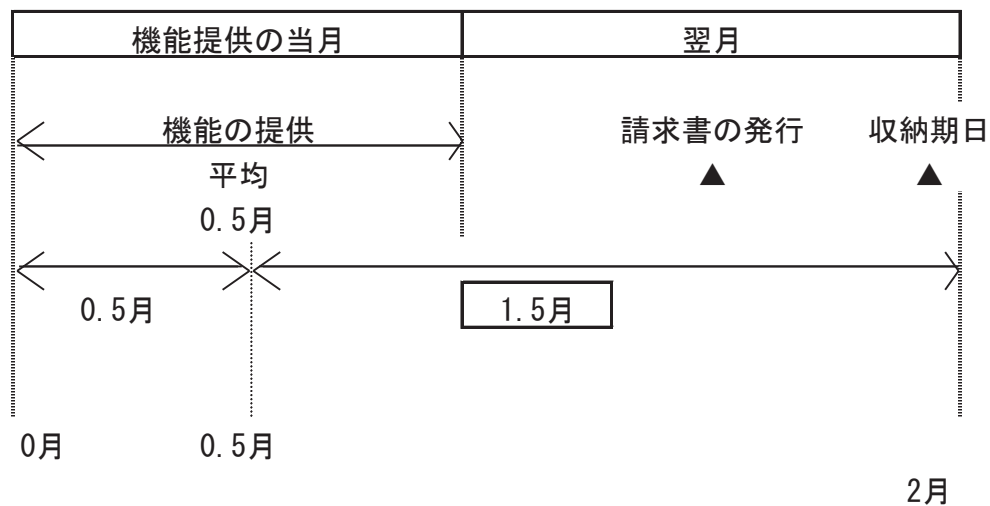 機能提供の当月 翌月
機能の提供 請求書の発行 収納期日
平均 ▲ ▲
0.5月
0.5月 1.5月
0月 0.5月
2月